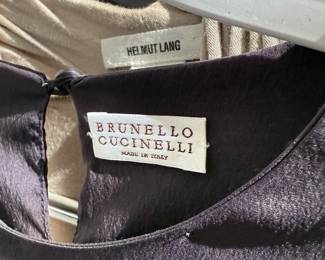 HELMUT LANG
BRUNELLO
CUCINELLI
MADE IN ITALY